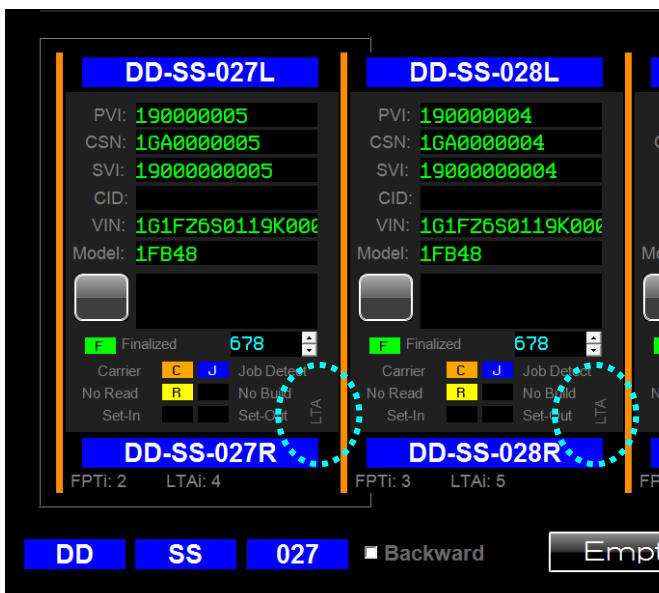 DD-SS-027L DD-SS-028L
PVI: 190000005 PVI: 190000004
CSN: 1GA0000005 CSN: 1GA0000004
SVI: 19000000005 SVI: 19000000004
CID: CID:
VIN: 1G1FZ6S0119K000 VIN: 1G1FZ6S0119K000
Model: 1FB48 Model: 1FB48
F Finalized 678 F Finalized 678
Carrier C J Job Detect Carrier C J Job Detect
No Read R No Build No Read R No Build
Set-In Set-Out LTA Set-In Set-Out LTA
DD-SS-027R DD-SS-028R
FPTi: 2 LTAi: 4 FPTi: 3 LTAi: 5
DD SS 027 Backward Empt